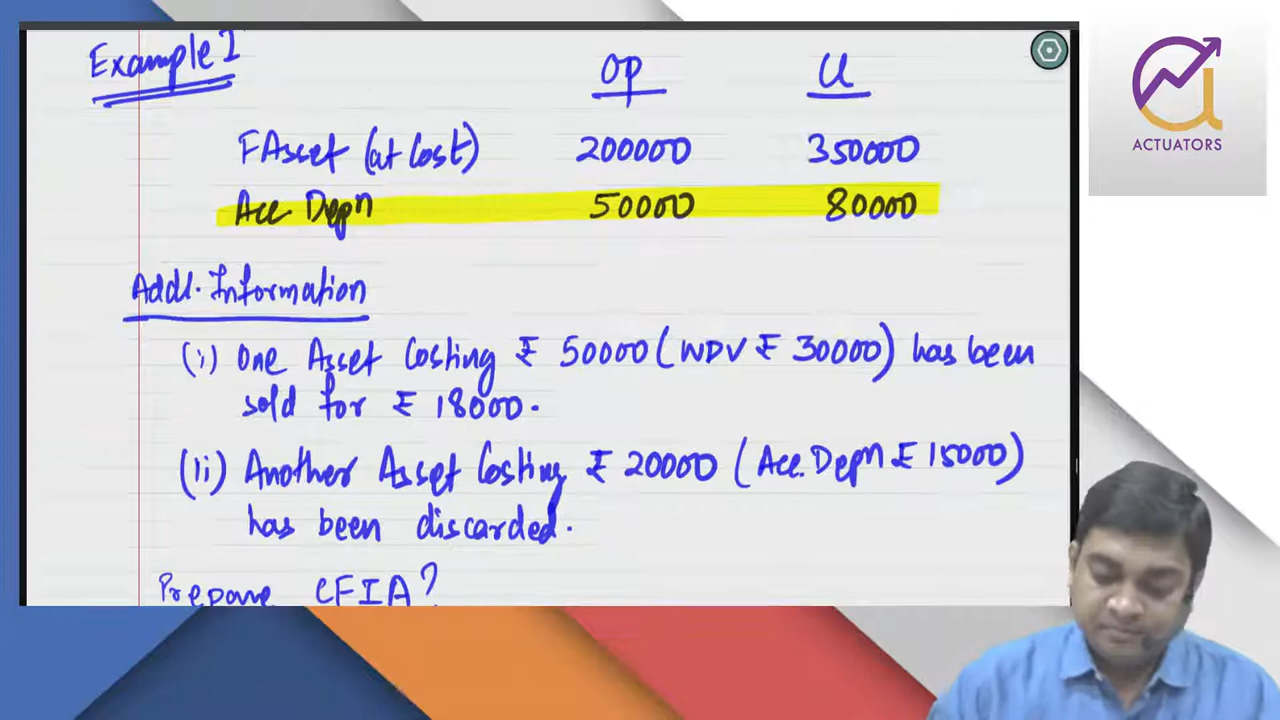 Example 1
Op Cl
FAsset (at Cost) 200000 350000
Acc. Depn 50000 80000
Addl. Information
(i) One Asset Costing ₹ 50000 (WDV ₹ 30000) has been
sold for ₹ 18000.
(ii) Another Asset Costing ₹ 20000 (Acc. Depn ₹ 15000)
has been discarded.
Prepare CFIA?
ACTUATORS